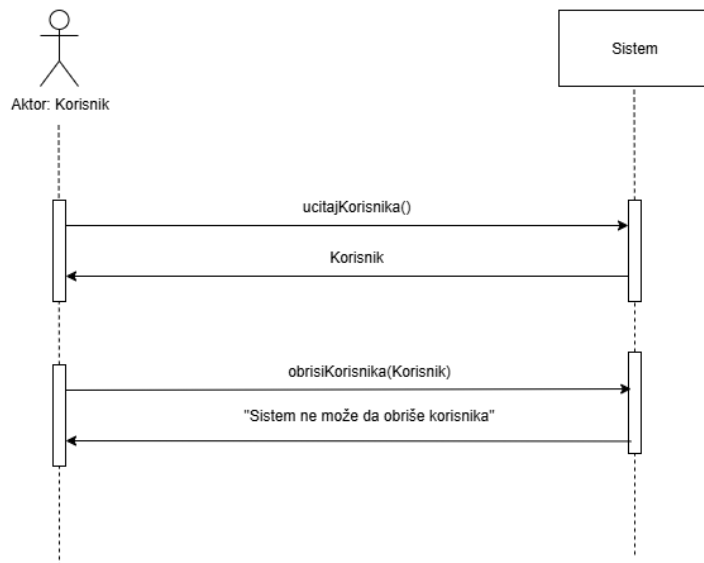 Sistem
Aktor: Korisnik
ucitajKorisnika()
Korisnik
obrisiKorisnika(Korisnik)
"Sistem ne može da obriše korisnika"